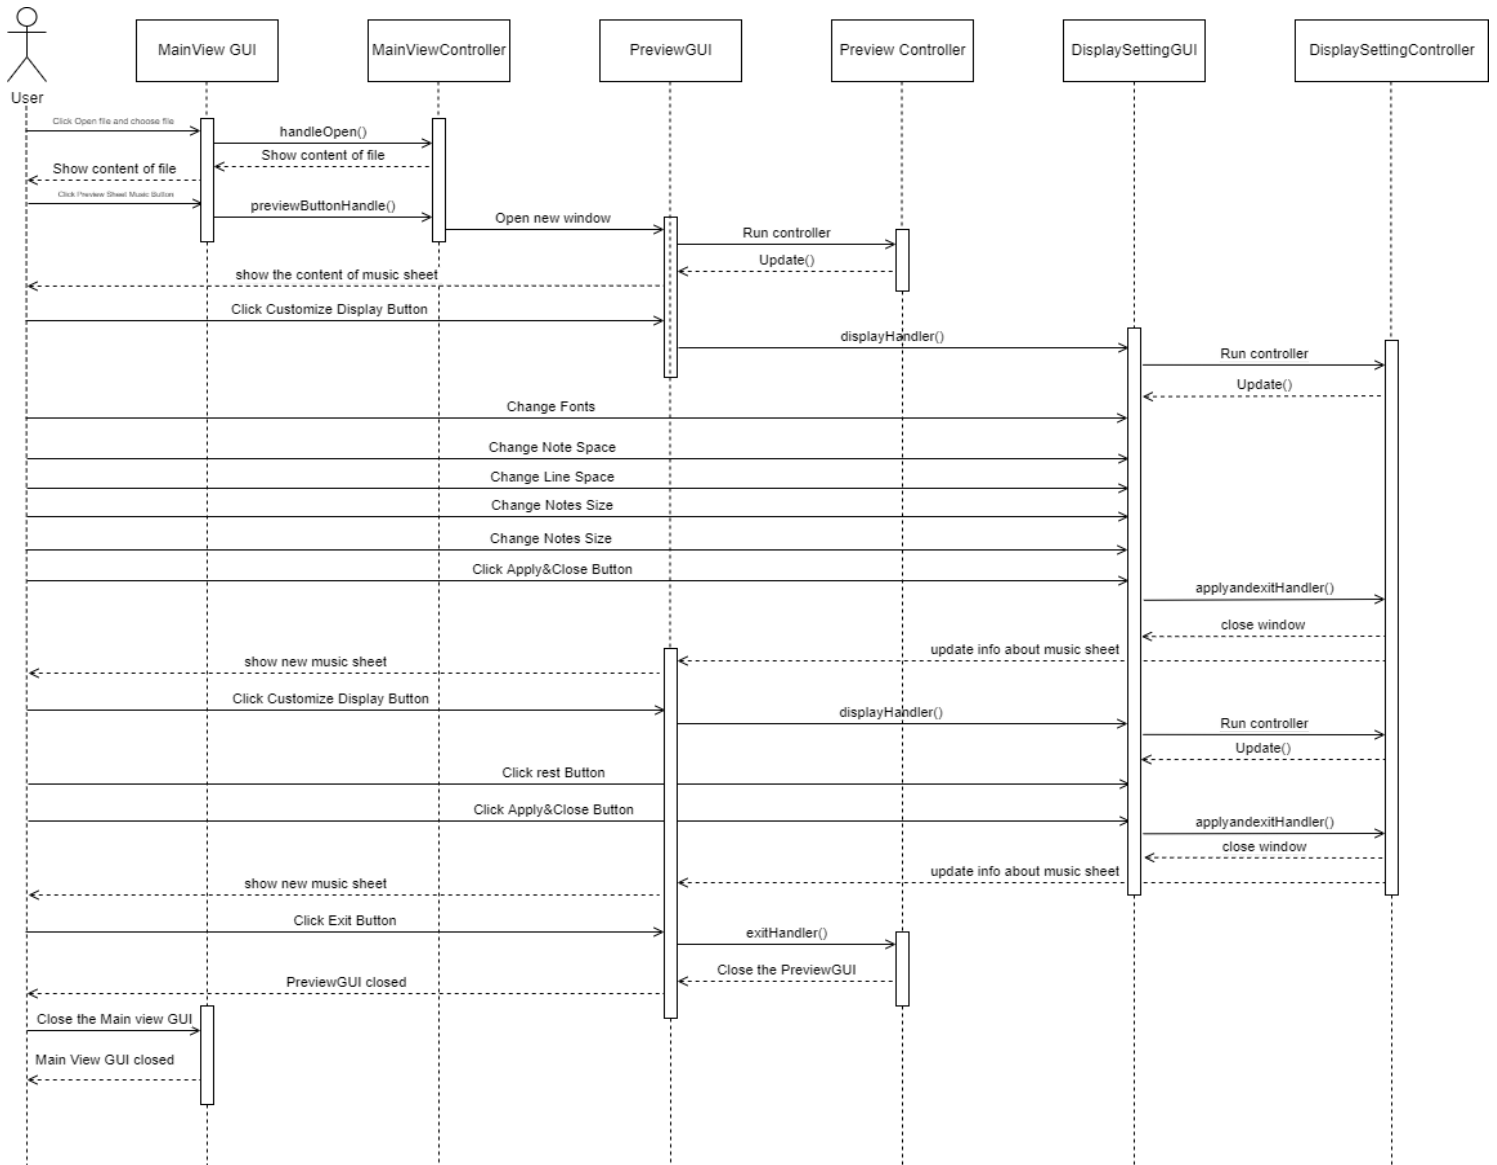 MainView GUI
MainViewController
PreviewGUI
Preview Controller
DisplaySettingGUI
DisplaySettingController
User
Click Open file and choose file
handleOpen()
Show content of file
Show content of file
Click Preview Sheet Music Button
previewButtonHandle()
Open new window
Run controller
Update()
show the content of music sheet
Click Customize Display Button
displayHandler()
Run controller
Update()
Change Fonts
Change Note Space
Change Line Space
Change Notes Size
Change Notes Size
Click Apply&Close Button
applyandexitHandler()
close window
update info about music sheet
show new music sheet
Click Customize Display Button
displayHandler()
Run controller
Update()
Click rest Button
Click Apply&Close Button
applyandexitHandler()
close window
update info about music sheet
show new music sheet
Click Exit Button
exitHandler()
Close the PreviewGUI
PreviewGUI closed
Close the Main view GUI
Main View GUI closed